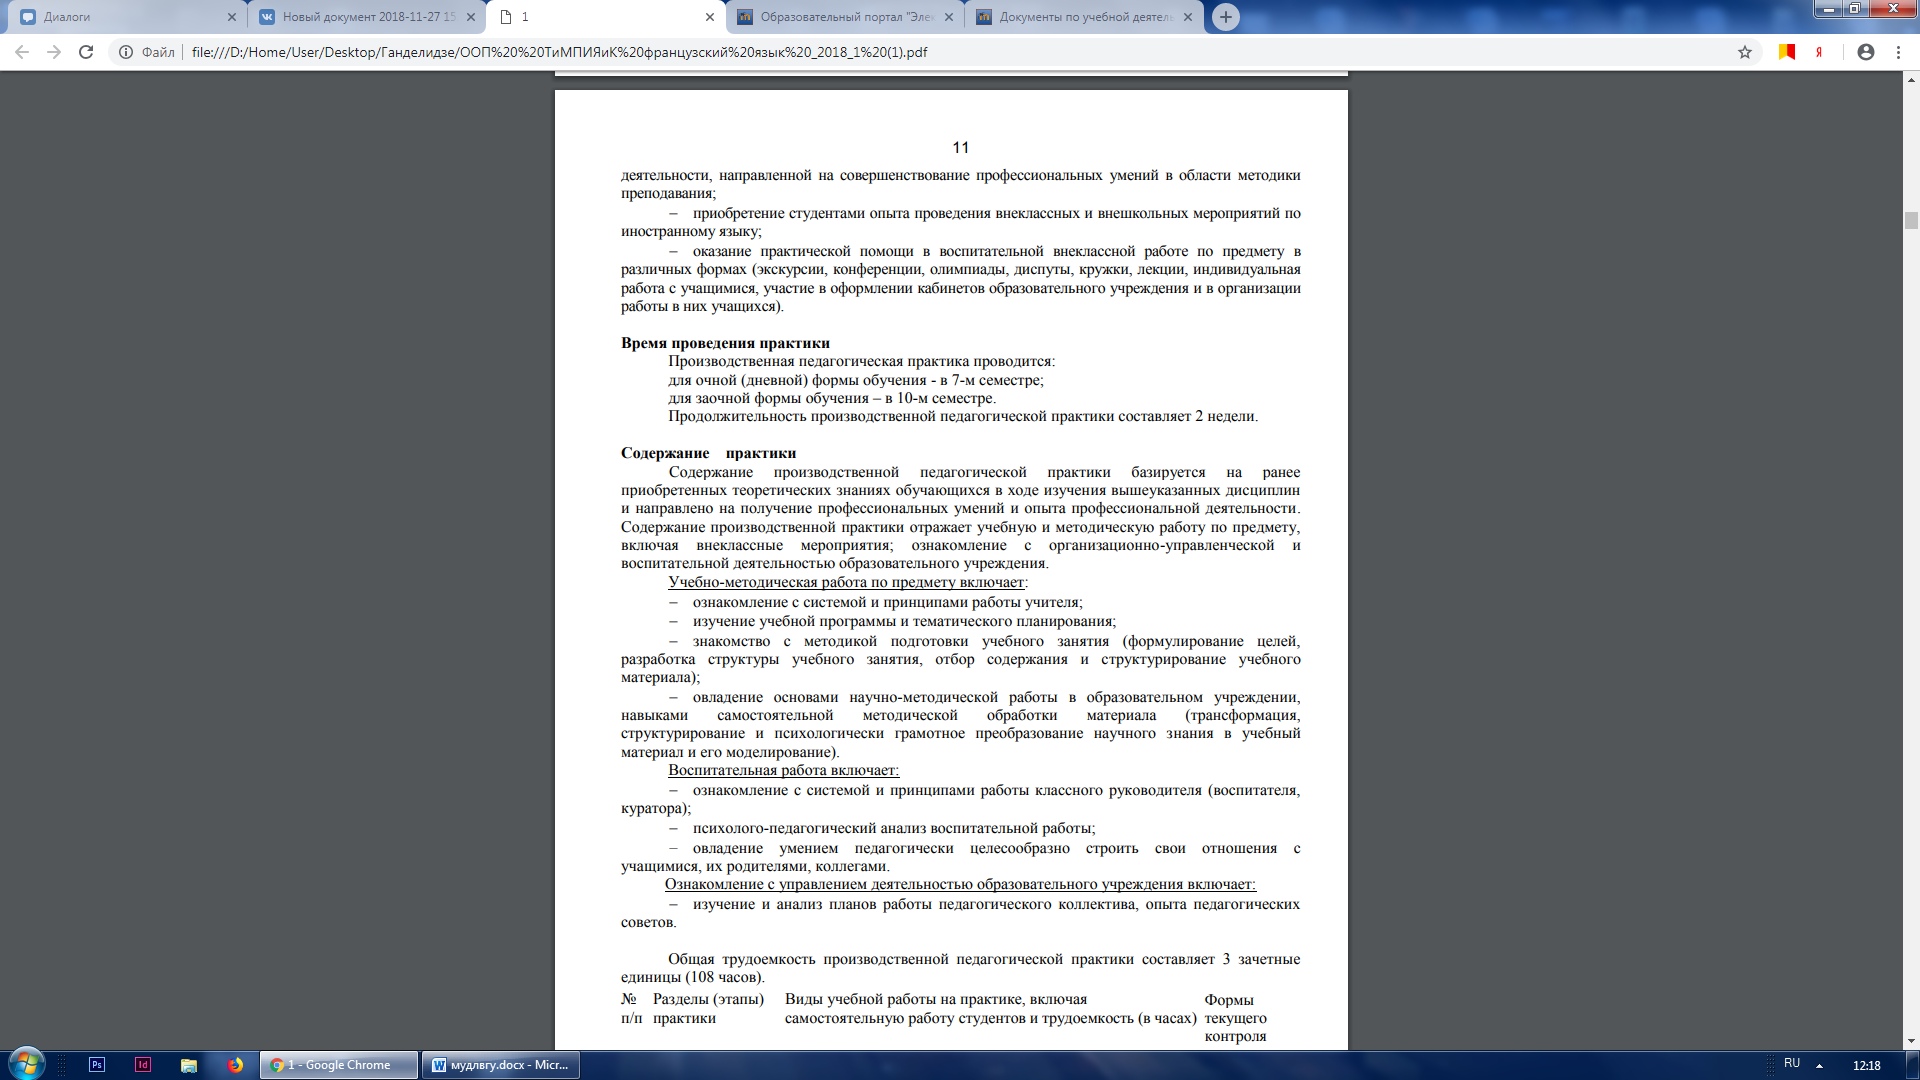 Диалоги
Новый документ 2018-11-27 15
1
Образовательный портал "Элек
Документы по учебной деятель
Файл | file:///D:/Home/User/Desktop/Ганделидзе/ООП%20%20ТиМПИЯиК%20французский%20язык%20_2018_1%20(1).pdf
11
деятельности, направленной на совершенствование профессиональных умений в области методики
преподавания;
– приобретение студентами опыта проведения внеклассных и внешкольных мероприятий по
иностранному языку;
– оказание практической помощи в воспитательной внеклассной работе по предмету в
различных формах (экскурсии, конференции, олимпиады, диспуты, кружки, лекции, индивидуальная
работа с учащимися, участие в оформлении кабинетов образовательного учреждения и в организации
работы в них учащихся).
Время проведения практики
Производственная педагогическая практика проводится:
для очной (дневной) формы обучения - в 7-м семестре;
для заочной формы обучения – в 10-м семестре.
Продолжительность производственной педагогической практики составляет 2 недели.
Содержание практики
Содержание производственной педагогической практики базируется на ранее
приобретенных теоретических знаниях обучающихся в ходе изучения вышеуказанных дисциплин
и направлено на получение профессиональных умений и опыта профессиональной деятельности.
Содержание производственной практики отражает учебную и методическую работу по предмету,
включая внеклассные мероприятия; ознакомление с организационно-управленческой и
воспитательной деятельностью образовательного учреждения.
Учебно-методическая работа по предмету включает:
– ознакомление с системой и принципами работы учителя;
– изучение учебной программы и тематического планирования;
– знакомство с методикой подготовки учебного занятия (формулирование целей,
разработка структуры учебного занятия, отбор содержания и структурирование учебного
материала);
– овладение основами научно-методической работы в образовательном учреждении,
навыками самостоятельной методической обработки материала (трансформация,
структурирование и психологически грамотное преобразование научного знания в учебный
материал и его моделирование).
Воспитательная работа включает:
– ознакомление с системой и принципами работы классного руководителя (воспитателя,
куратора);
– психолого-педагогический анализ воспитательной работы;
– овладение умением педагогически целесообразно строить свои отношения с
учащимися, их родителями, коллегами.
Ознакомление с управлением деятельностью образовательного учреждения включает:
– изучение и анализ планов работы педагогического коллектива, опыта педагогических
советов.
Общая трудоемкость производственной педагогической практики составляет 3 зачетные
единицы (108 часов).
№ Разделы (этапы) Виды учебной работы на практике, включая Формы
п/п практики самостоятельную работу студентов и трудоемкость (в часах) текущего
контроля
Ps
Id
1 - Google Chrome
мудлвгу.docx - Micr...
RU
12:18